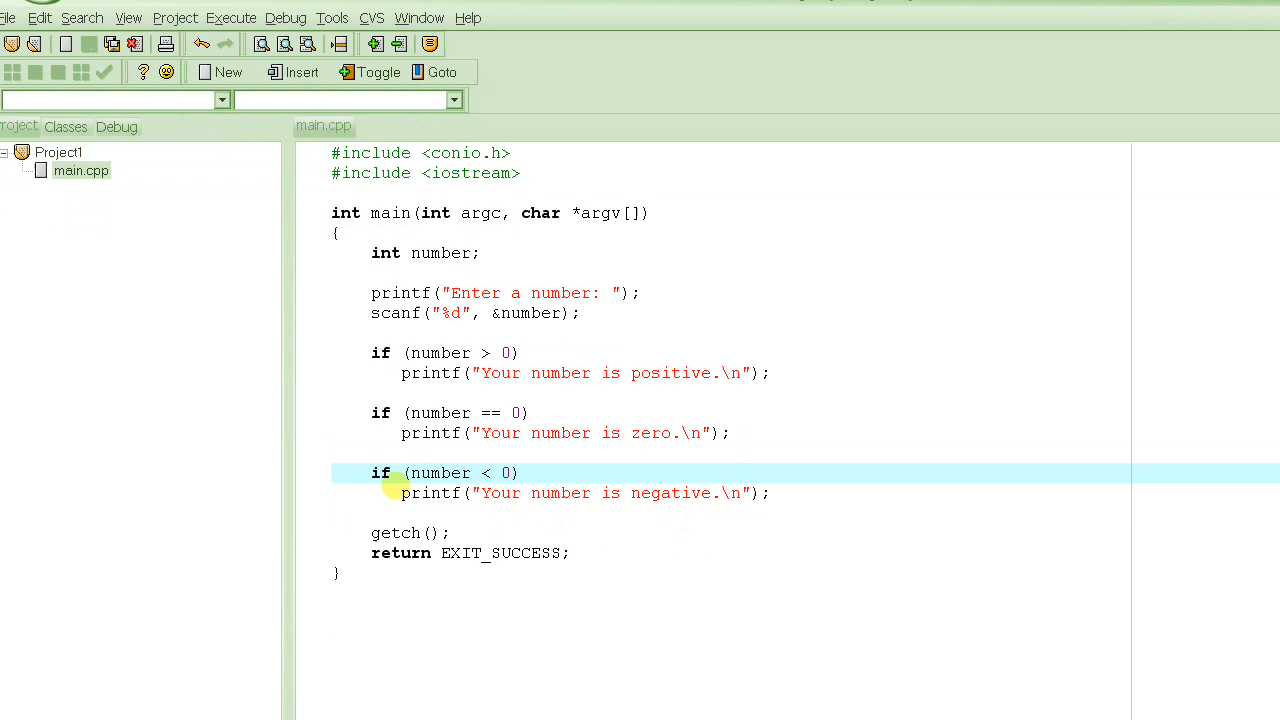 File Edit Search View Project Execute Debug Tools CVS Window Help
New Insert Toggle Goto
Project Classes Debug
main.cpp
Project1
main.cpp
#include <conio.h>
#include <iostream>
int main(int argc, char *argv[])
{
int number;
printf("Enter a number: ");
scanf("%d", &number);
if (number > 0)
printf("Your number is positive.\n");
if (number == 0)
printf("Your number is zero.\n");
if (number < 0)
printf("Your number is negative.\n");
getch();
return EXIT_SUCCESS;
}